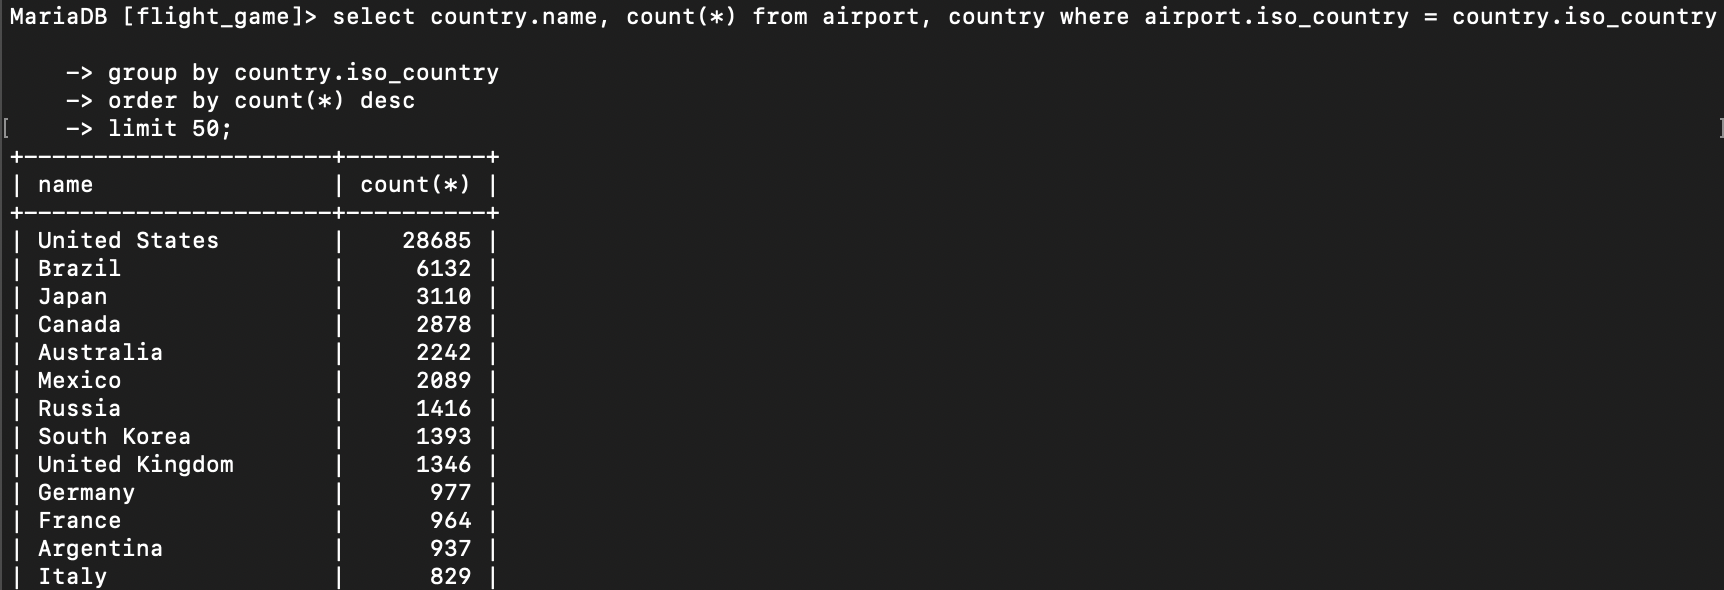 MariaDB [flight_game]> select country.name, count(*) from airport, country where airport.iso_country = country.iso_country
    -> group by country.iso_country
    -> order by count(*) desc
[    -> limit 50;                                                                                                         ]
+----------------------+----------+
| name                 | count(*) |
+----------------------+----------+
| United States        |    28685 |
| Brazil               |     6132 |
| Japan                |     3110 |
| Canada               |     2878 |
| Australia            |     2242 |
| Mexico               |     2089 |
| Russia               |     1416 |
| South Korea          |     1393 |
| United Kingdom       |     1346 |
| Germany              |      977 |
| France               |      964 |
| Argentina            |      937 |
| Italy                |      829 |